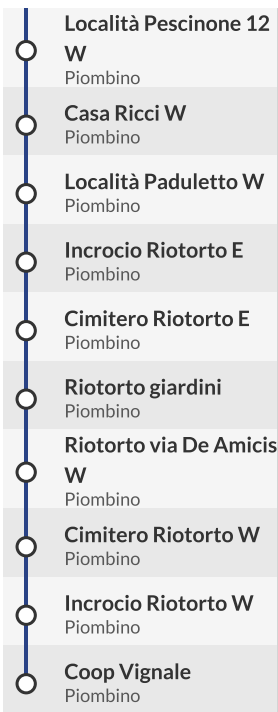 Località Pescinone 12
W
Piombino
Casa Ricci W
Piombino
Località Paduletto W
Piombino
Incrocio Riotorto E
Piombino
Cimitero Riotorto E
Piombino
Riotorto giardini
Piombino
Riotorto via De Amicis
W
Piombino
Cimitero Riotorto W
Piombino
Incrocio Riotorto W
Piombino
Coop Vignale
Piombino